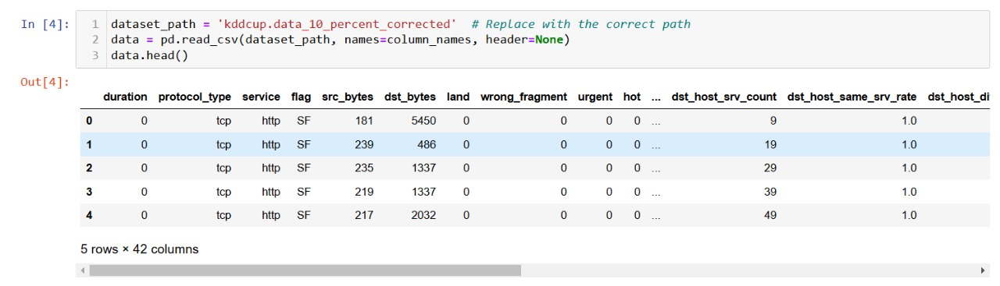 In [4]: 1 dataset_path = 'kddcup.data_10_percent_corrected'  # Replace with the correct path
2 data = pd.read_csv(dataset_path, names=column_names, header=None)
3 data.head()
Out[4]:
duration protocol_type service flag src_bytes dst_bytes land wrong_fragment urgent hot ... dst_host_srv_count dst_host_same_srv_rate dst_host_di
0 0 tcp http SF 181 5450 0 0 0 0 ... 9 1.0
1 0 tcp http SF 239 486 0 0 0 0 ... 19 1.0
2 0 tcp http SF 235 1337 0 0 0 0 ... 29 1.0
3 0 tcp http SF 219 1337 0 0 0 0 ... 39 1.0
4 0 tcp http SF 217 2032 0 0 0 0 ... 49 1.0
5 rows × 42 columns